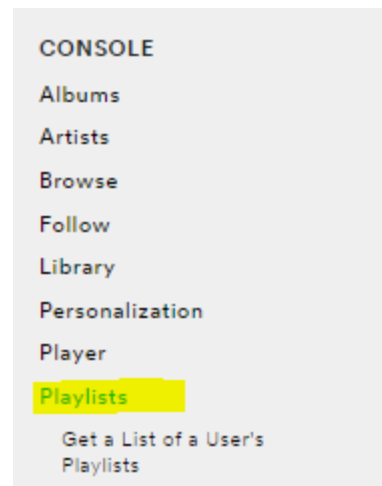 CONSOLE
Albums
Artists
Browse
Follow
Library
Personalization
Player
Playlists
Get a List of a User's
Playlists